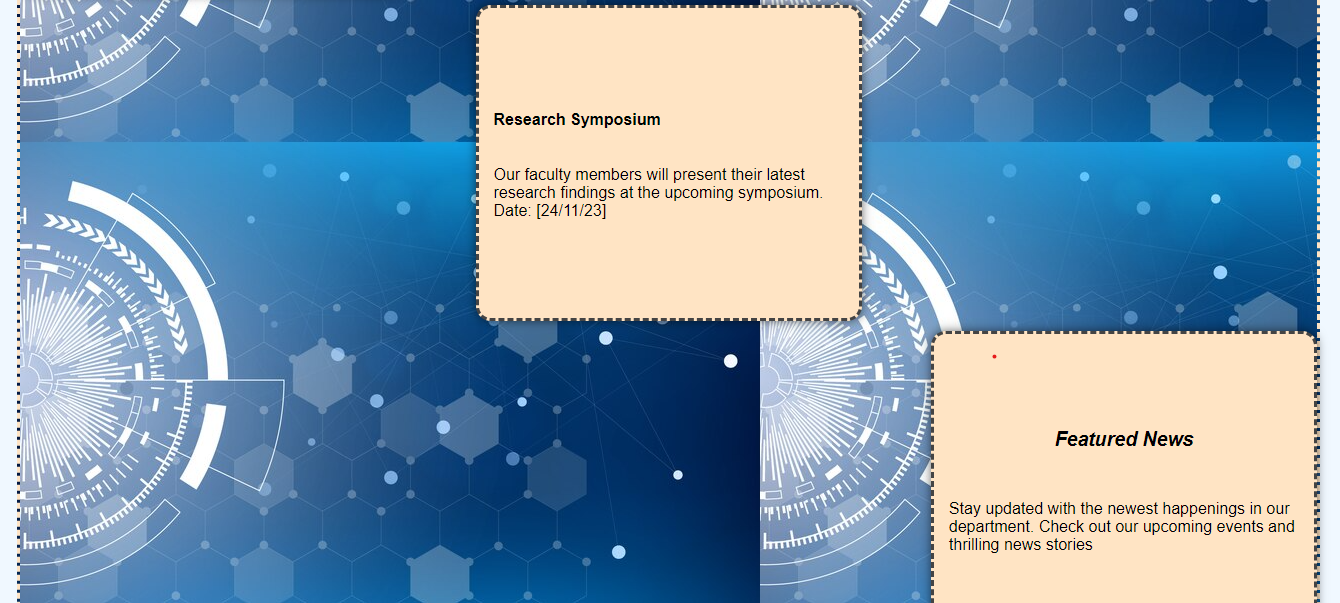 Research Symposium
Our faculty members will present their latest
research findings at the upcoming symposium.
Date: [24/11/23]
Featured News
Stay updated with the newest happenings in our
department. Check out our upcoming events and
thrilling news stories